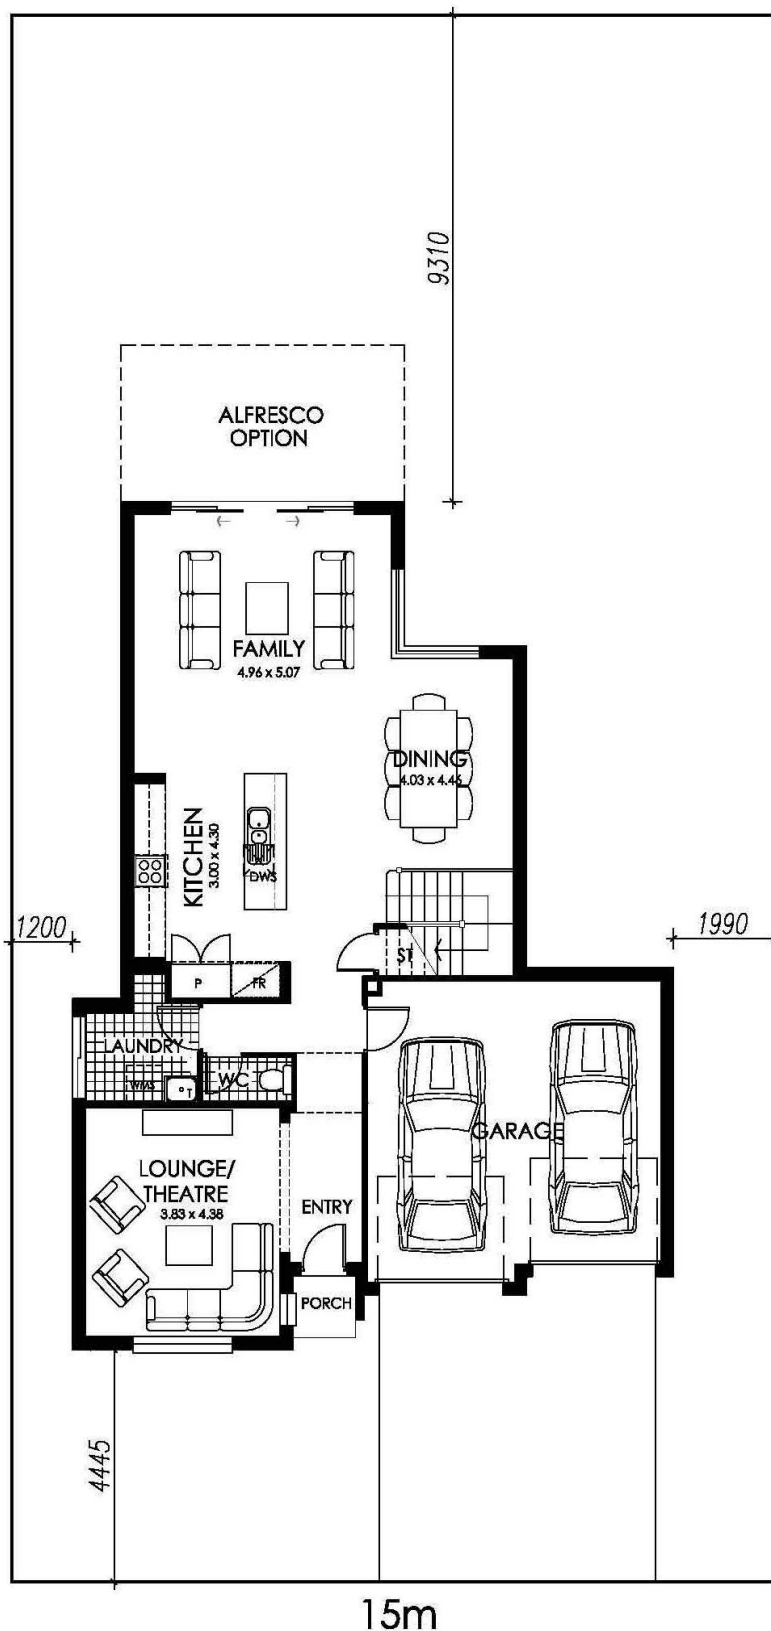 9310
ALFRESCO
OPTION
FAMILY
4.96 x 5.07
DINING
4.03 x 4.46
KITCHEN
3.00 x 4.30
DWS
1200
1990
ST
P
FR
LAUNDRY
WMS
T
WC
GARAGE
LOUNGE/
THEATRE
3.83 x 4.38
ENTRY
PORCH
4445
15m